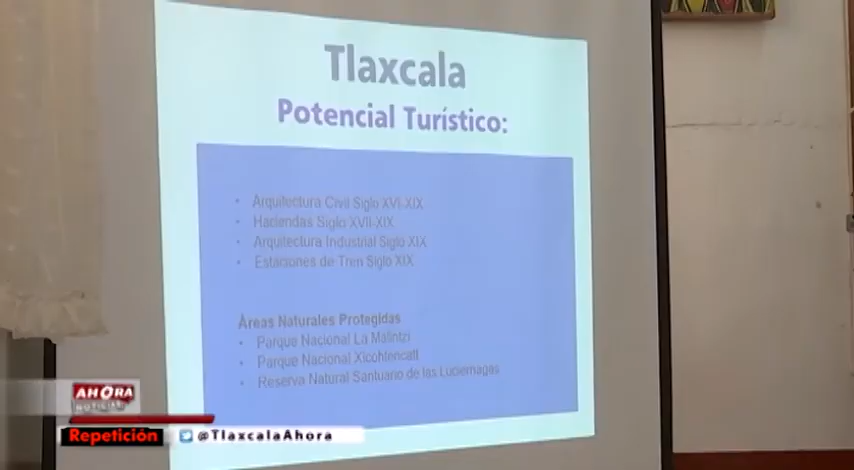 Tlaxcala
Potencial Turístico:
• Arquitectura Civil Siglo XVI-XIX
• Haciendas Siglo XVII-XIX
• Arquitectura Industrial Siglo XIX
• Estaciones de Tren Siglo XIX
Áreas Naturales Protegidas
• Parque Nacional La Malintzi
• Parque Nacional Xicohtencatl
• Reserva Natural Santuario de las Luciernagas
AHORA
NOTICIAS
Repetición
@TlaxcalaAhora